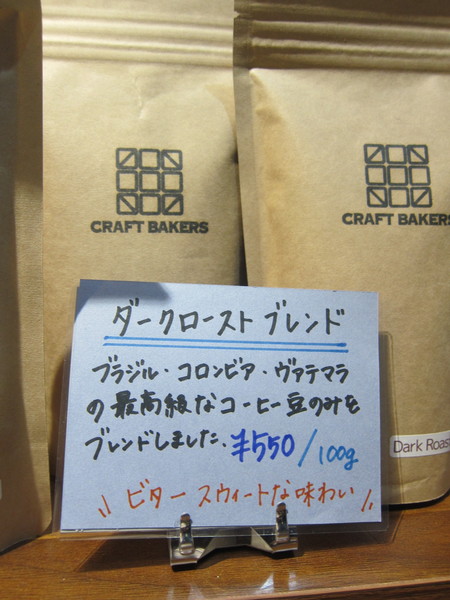 CRAFT BAKERS
CRAFT BAKERS
ダークローストブレンド
ブラジル・コロンビア・ヴァテマラ
の最高級なコーヒー豆のみを
ブレンドしました、¥550/100g
Dark Roas
\\ ビタースウィートな味わい //